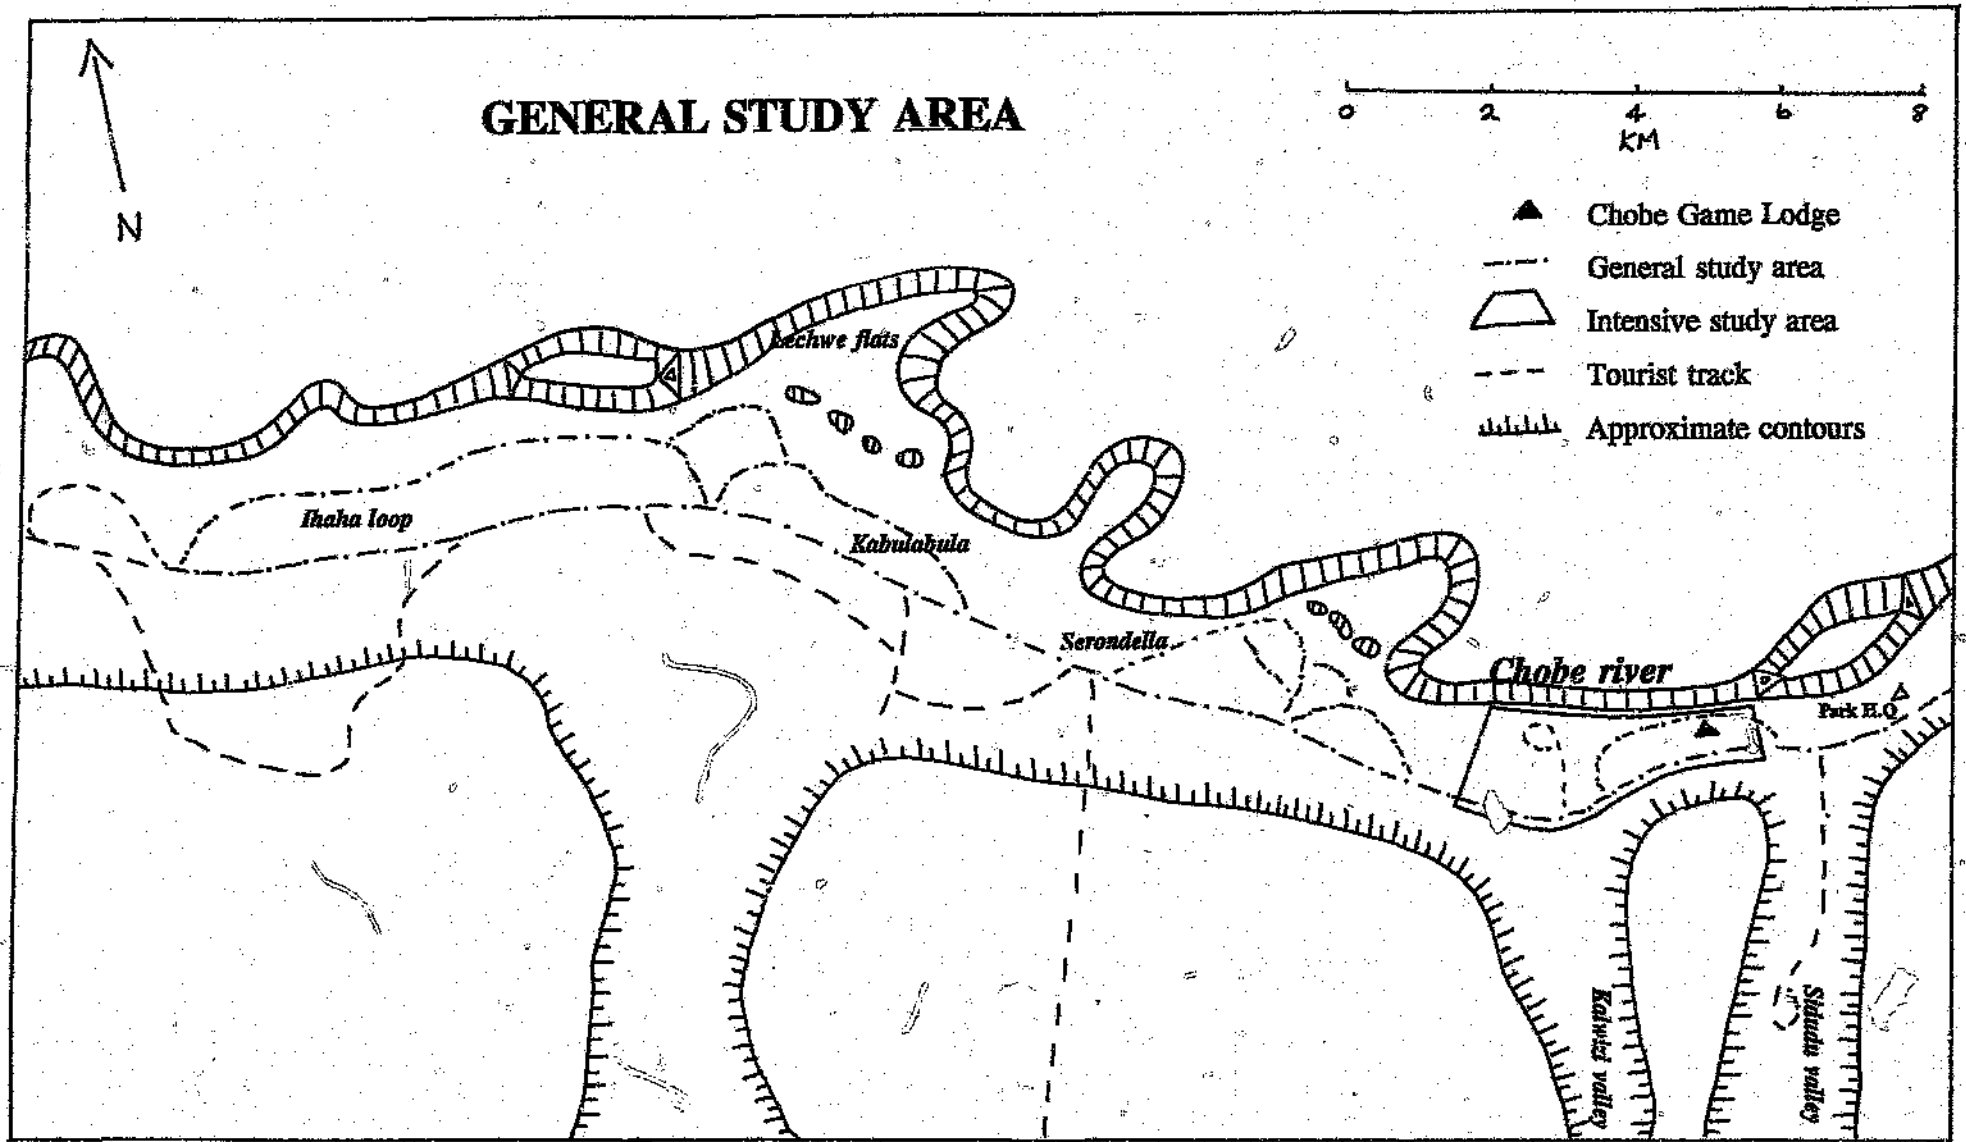 GENERAL STUDY AREA
0 2 4 6 8
KM
N
Chobe Game Lodge
General study area
Intensive study area
Tourist track
Approximate contours
Lechwe flats
Ihaha loop
Kabulabula
Serondella
Chobe river
Park H.Q
valley
Sidudu valley